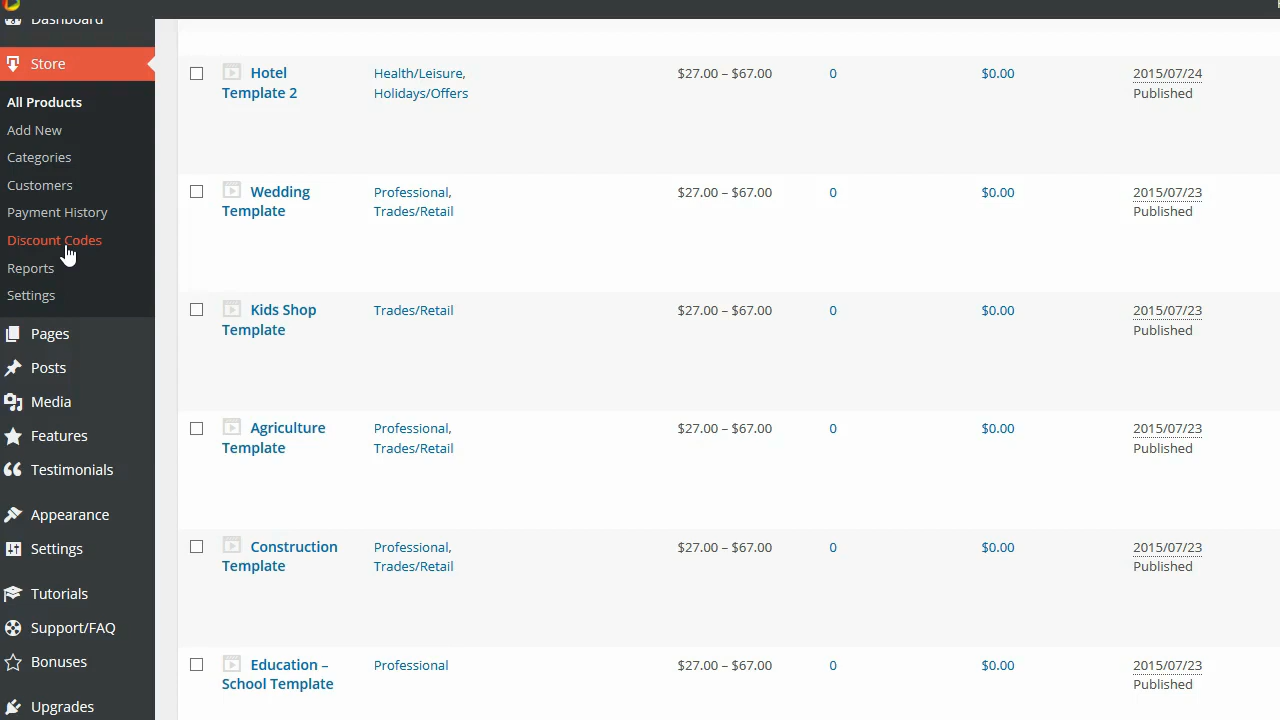 Dashboard
Store
All Products
Add New
Categories
Customers
Payment History
Discount Codes
Reports
Settings
Pages
Posts
Media
Features
Testimonials
Appearance
Settings
Tutorials
Support/FAQ
Bonuses
Upgrades
Hotel Health/Leisure, $27.00 – $67.00 0 $0.00 2015/07/24
Template 2 Holidays/Offers Published
Wedding Professional, $27.00 – $67.00 0 $0.00 2015/07/23
Template Trades/Retail Published
Kids Shop Trades/Retail $27.00 – $67.00 0 $0.00 2015/07/23
Template Published
Agriculture Professional, $27.00 – $67.00 0 $0.00 2015/07/23
Template Trades/Retail Published
Construction Professional, $27.00 – $67.00 0 $0.00 2015/07/23
Template Trades/Retail Published
Education – Professional $27.00 – $67.00 0 $0.00 2015/07/23
School Template Published